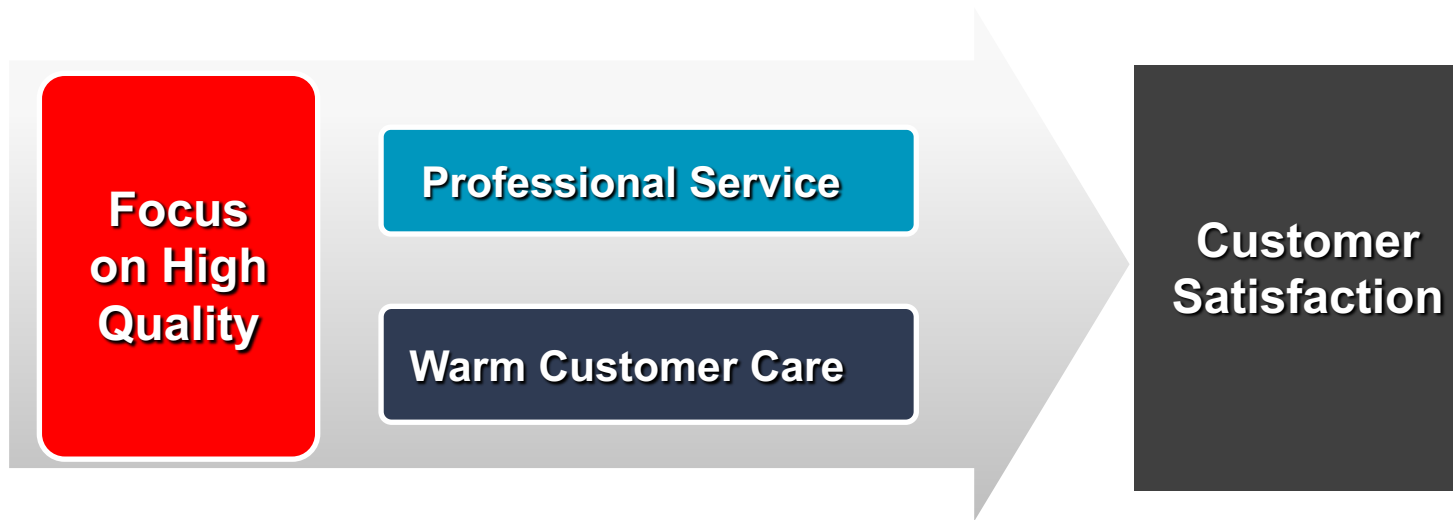 Focus
on High
Quality
Professional Service
Warm Customer Care
Customer
Satisfaction